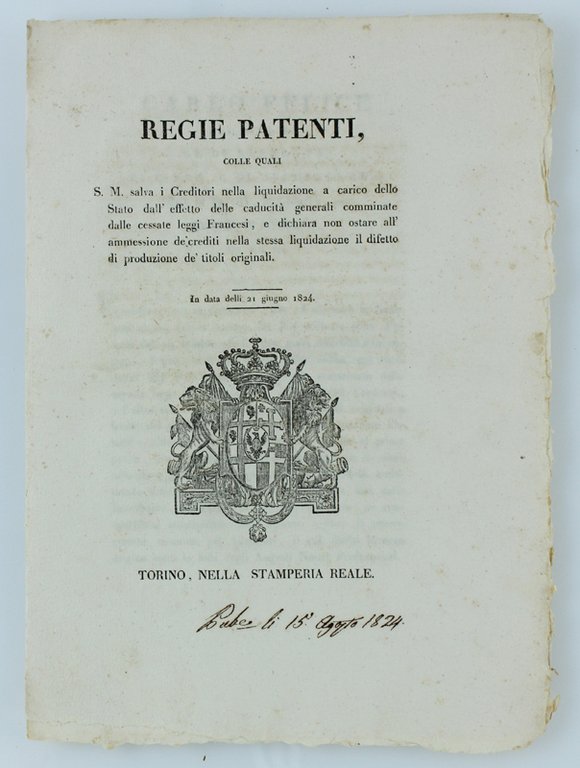 REGIE PATENTI,
COLLE QUALI
S. M. salva i Creditori nella liquidazione a carico dello
Stato dall' effetto delle caducità generali comminate
dalle cessate leggi Francesi, e dichiara non ostare all'
ammessione de'crediti nella stessa liquidazione il difetto
di produzione de' titoli originali.
In data delli 21 giugno 1824.
TORINO, NELLA STAMPERIA REALE.
li 15 Agosto 1824.